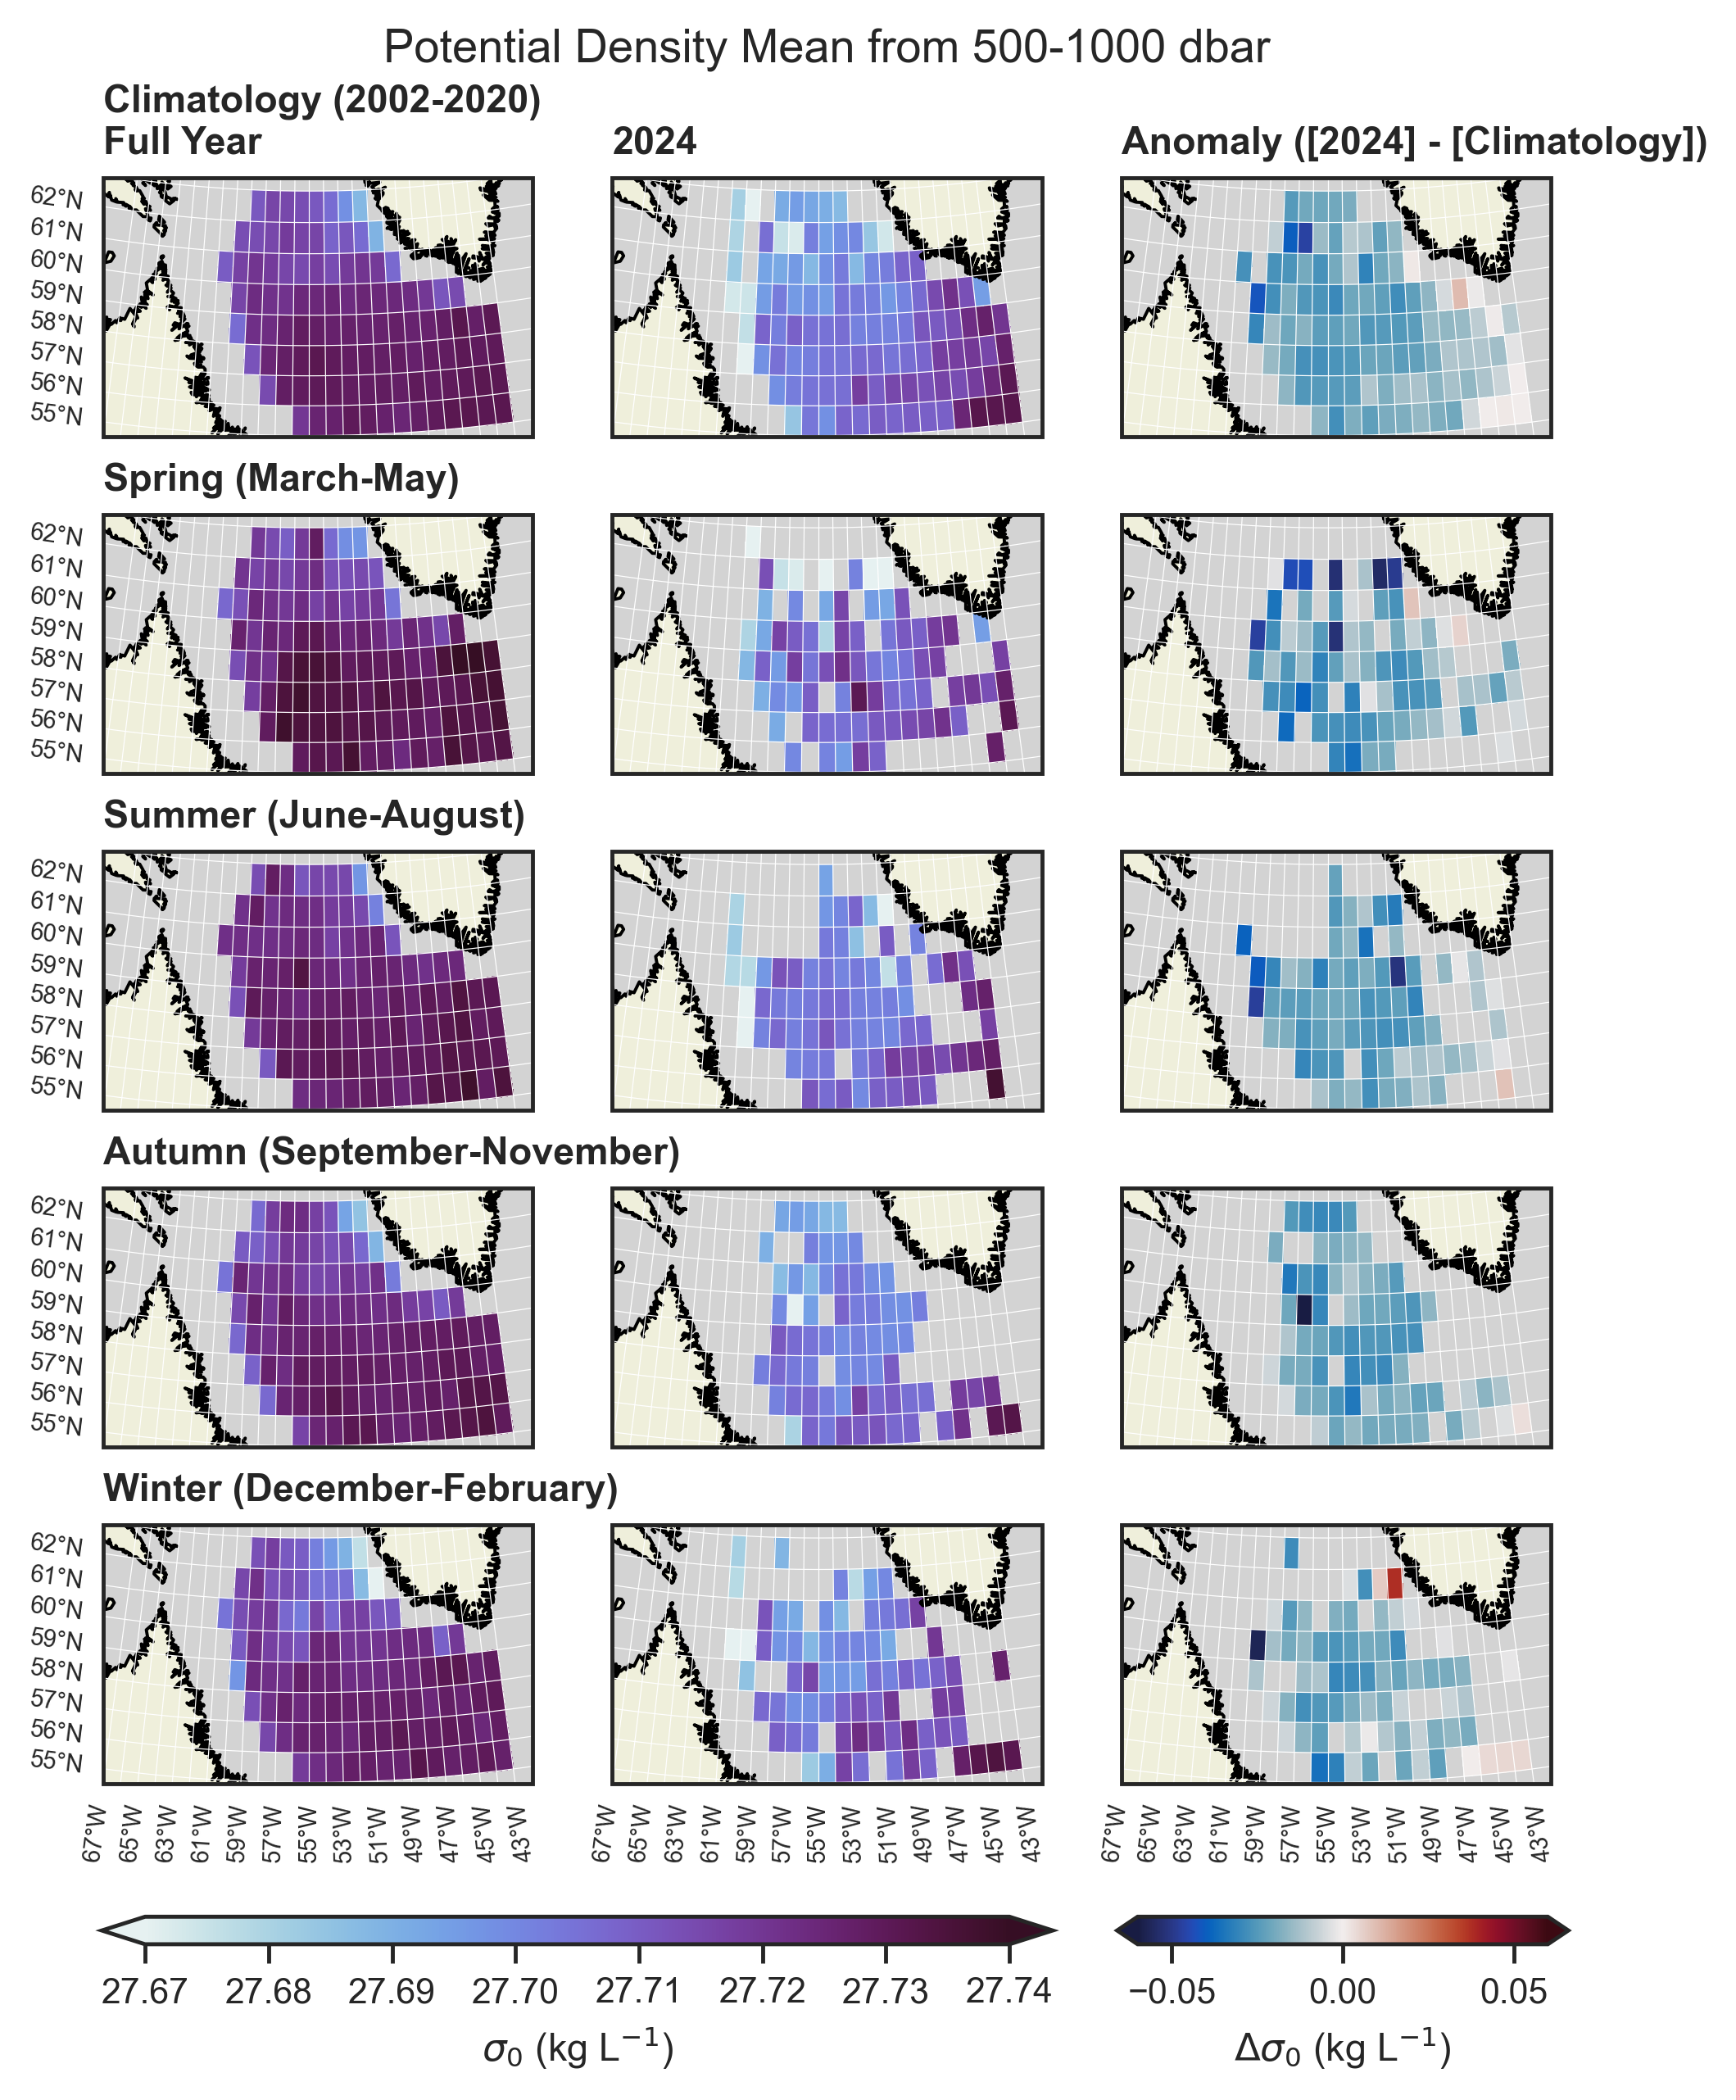 Potential Density Mean from 500-1000 dbar
Climatology (2002-2020)
Full Year
2024
Anomaly ([2024] - [Climatology])
62°N
61°N
60°N
59°N
58°N
57°N
56°N
55°N
Spring (March-May)
62°N
61°N
60°N
59°N
58°N
57°N
56°N
55°N
Summer (June-August)
62°N
61°N
60°N
59°N
58°N
57°N
56°N
55°N
Autumn (September-November)
62°N
61°N
60°N
59°N
58°N
57°N
56°N
55°N
Winter (December-February)
62°N
61°N
60°N
59°N
58°N
57°N
56°N
55°N
67°W 65°W 63°W 61°W 59°W 57°W 55°W 53°W 51°W 49°W 47°W 45°W 43°W
67°W 65°W 63°W 61°W 59°W 57°W 55°W 53°W 51°W 49°W 47°W 45°W 43°W
67°W 65°W 63°W 61°W 59°W 57°W 55°W 53°W 51°W 49°W 47°W 45°W 43°W
27.67 27.68 27.69 27.70 27.71 27.72 27.73 27.74
σ₀ (kg L⁻¹)
−0.05 0.00 0.05
Δσ₀ (kg L⁻¹)